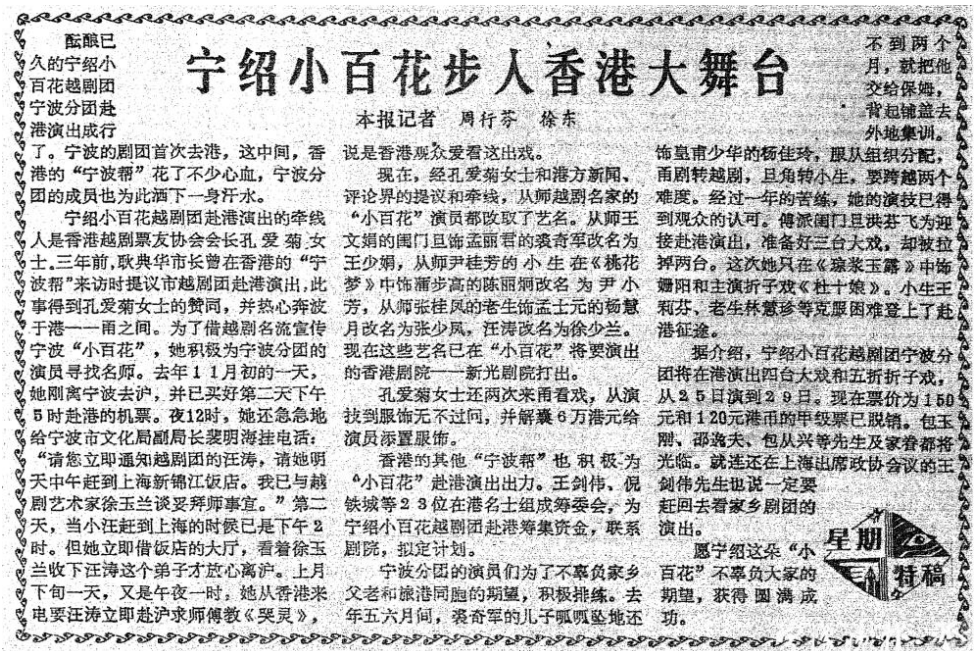 宁绍小百花步入香港大舞台
本报记者 周行芬 徐东
酝酿已
久的宁绍小
百花越剧团
宁波分团赴
港演出成行
了。宁波的剧团首次去港，这中间，香
港的“宁波帮”花了不少心血，宁波分
团的成员也为此洒下一身汗水。
宁绍小百花越剧团赴港演出的牵线
人是香港越剧票友协会会长孔爱菊女
士。三年前，耿典华市长曾在香港的“宁
波帮”来访时提议市越剧团赴港演出，此
事得到孔爱菊女士的赞同，并热心奔波
于港——甬之间。为了借越剧名流宣传
宁波“小百花”，她积极为宁波分团的
演员寻找名师。去年11月初的一天，
她刚离宁波去沪，并已买好第二天下午
5时赴港的机票。夜12时，她还急急地
给宁波市文化局副局长裴明海挂电话：
“请您立即通知越剧团的汪涛，请她明
天中午赶到上海新锦江饭店。我已与越
剧艺术家徐玉兰谈妥拜师事宜。”第二
天，当小汪赶到上海的时候已是下午2
时。但她立即借饭店的大厅，看着徐玉
兰收下汪涛这个弟子才放心离沪。上月
下旬一天，又是午夜一时，她从香港来
电要汪涛立即赴沪求师傅教《哭灵》，
说是香港观众爱看这出戏。
现在，经孔爱菊女士和港方新闻、
评论界的提议和牵线，从师越剧名家的
“小百花”演员都改取了艺名。从师王
文娟的闺门旦饰孟丽君的裘奇军改名为
王少娟，从师尹桂芳的小生在《桃花
梦》中饰蒲步高的陈丽炯改名为尹小
芳，从师张桂凤的老生饰孟士元的杨慧
月改名为张少凤，汪涛改名为徐少兰。
现在这些艺名已在“小百花”将要演出
的香港剧院——新光剧院打出。
孔爱菊女士还两次来甬看戏，从演
技到服饰无不过问，并解囊6万港元给
演员添置服饰。
香港的其他“宁波帮”也积极为
“小百花”赴港演出出力。王剑伟、倪
铁城等23位在港名士组成筹委会，为
宁绍小百花越剧团赴港筹集资金，联系
剧院，拟定计划。
宁波分团的演员们为了不辜负家乡
父老和旅港同胞的期望，积极排练。去
年五六月间，裘奇军的儿子呱呱坠地还
不到两个
月，就把他
交给保姆，
背起铺盖去
外地集训。
饰皇甫少华的杨佳玲，服从组织分配，
甬剧转越剧，旦角转小生，要跨越两个
难度。经过一年的苦练，她的演技已得
到观众的认可。傅派闺门旦洪芬飞为迎
接赴港演出，准备好三台大戏，却被拉
掉两台。这次她只在《琼浆玉露》中饰
姗阳和主演折子戏《杜十娘》。小生王
莉芬、老生林慧珍等克服困难登上了赴
港征途。
据介绍，宁绍小百花越剧团宁波分
团将在港演出四台大戏和五折折子戏，
从25日演到29日。现在票价为150
元和120元港币的甲级票已脱销。包玉
刚、邵逸夫、包从兴等先生及家眷都将
光临。就连还在上海出席政协会议的王
剑伟先生也说一定要
赶回去看家乡剧团的
演出。
愿宁绍这朵“小
百花”不辜负大家的
期望，获得圆满成
功。
星期
特稿